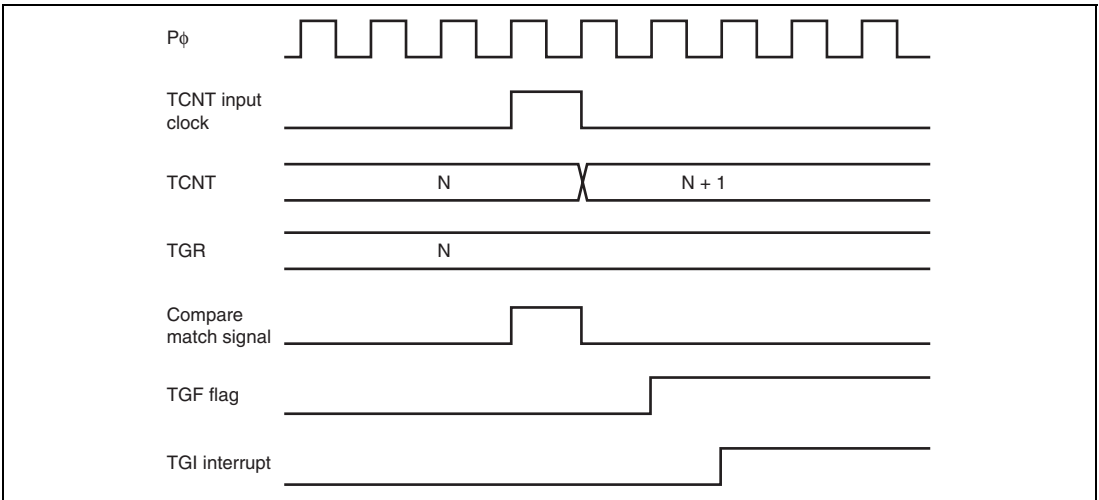 Pϕ
TCNT input
clock
TCNT
N
N + 1
TGR
N
Compare
match signal
TGF flag
TGI interrupt